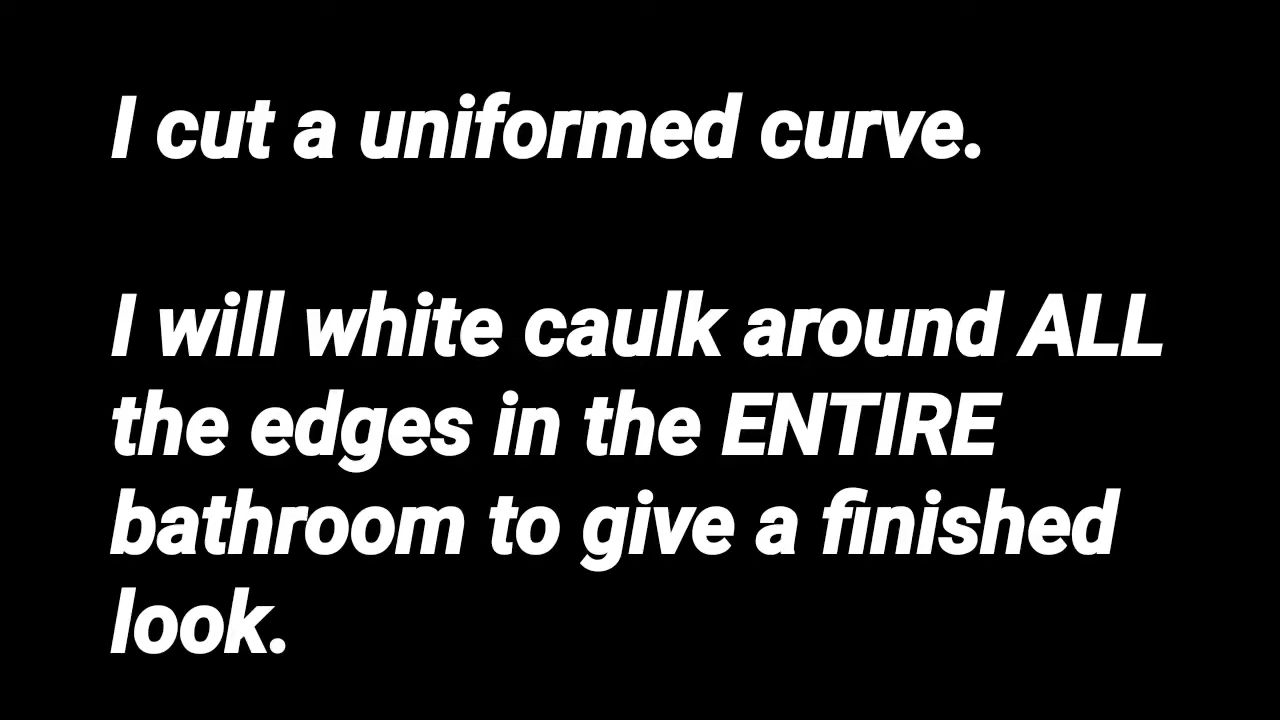 I cut a uniformed curve.
I will white caulk around ALL
the edges in the ENTIRE
bathroom to give a finished
look.